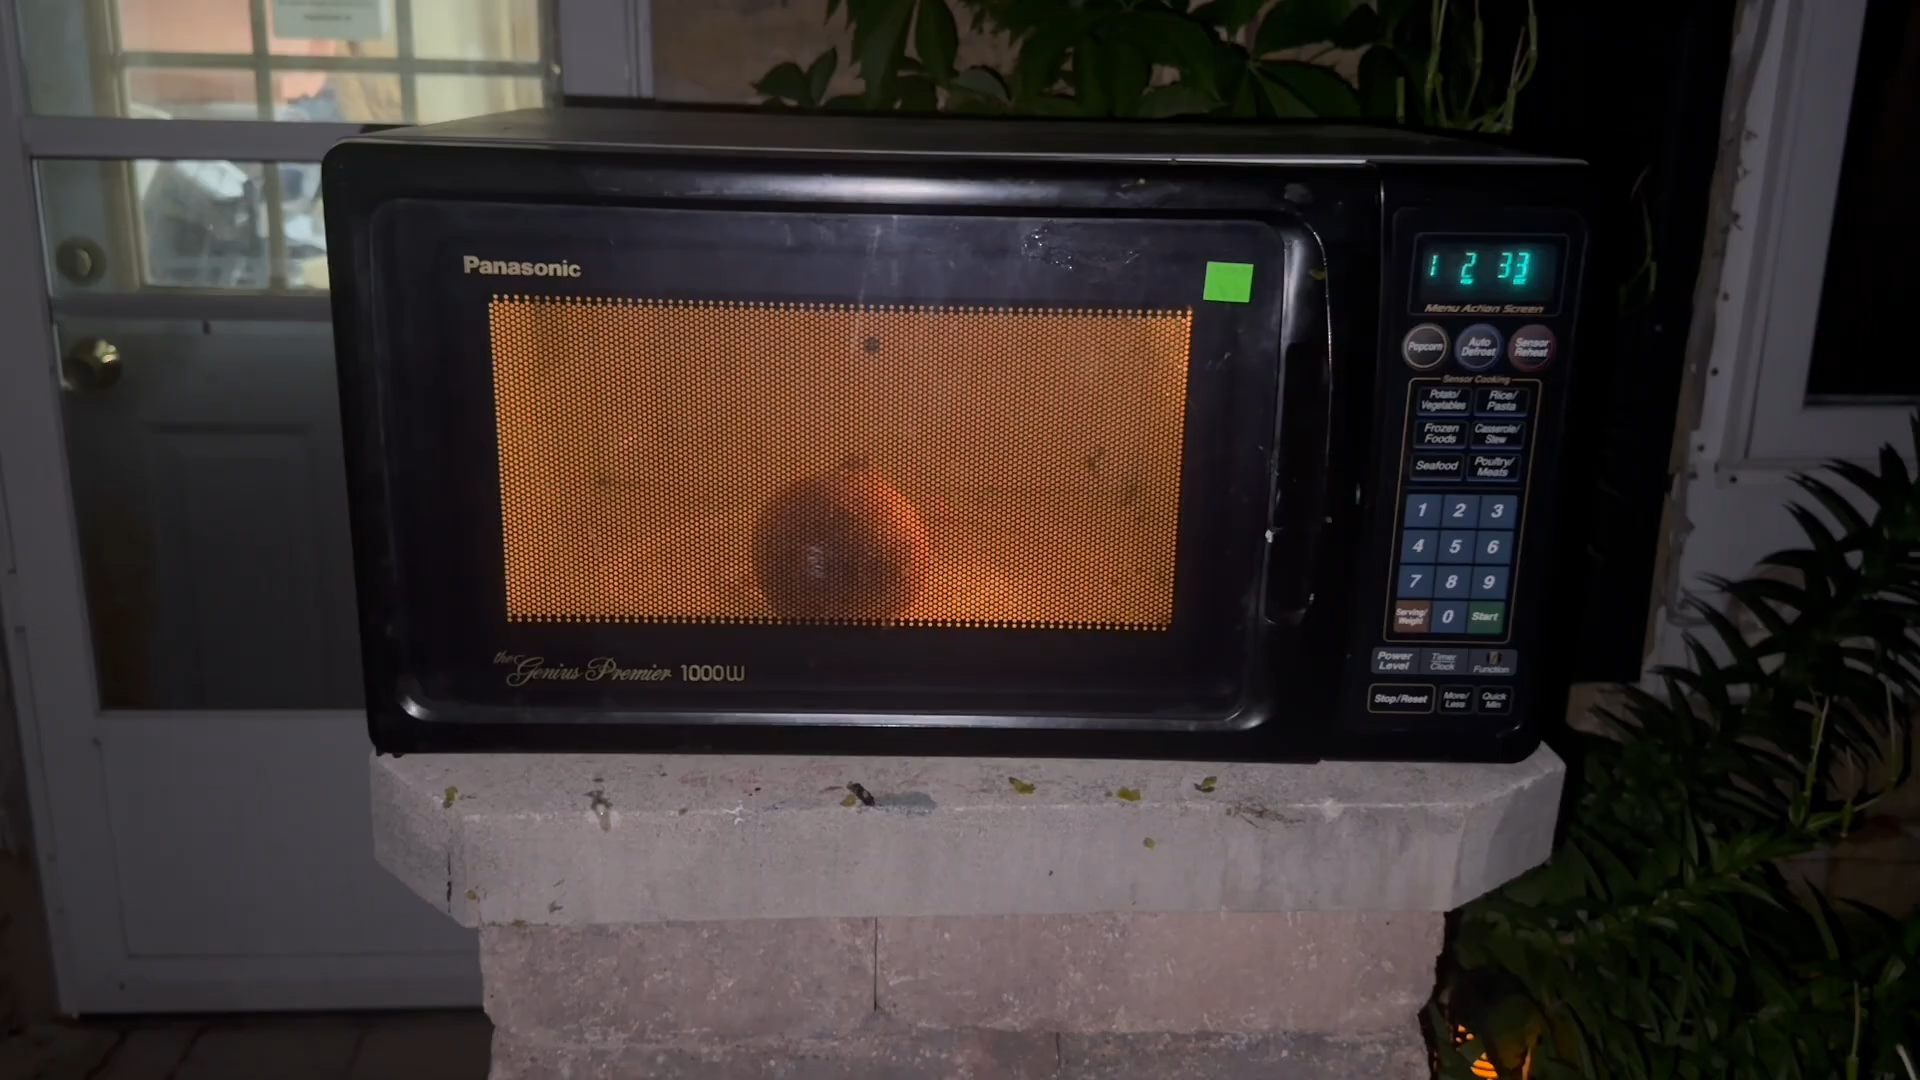 Panasonic
1 2 33
Menu Action Screen
Popcorn
Auto
Defrost
Sensor
Reheat
Sensor Cooking
Potato/
Vegetables
Rice/
Pasta
Frozen
Foods
Casserole/
Stew
Seafood
Poultry/
Meats
1 2 3
4 5 6
7 8 9
Serving/
Weight
0
Start
Power
Level
Timer
Clock
Function
Stop/Reset
More/
Less
Quick
Min
the Genius Premier 1000W